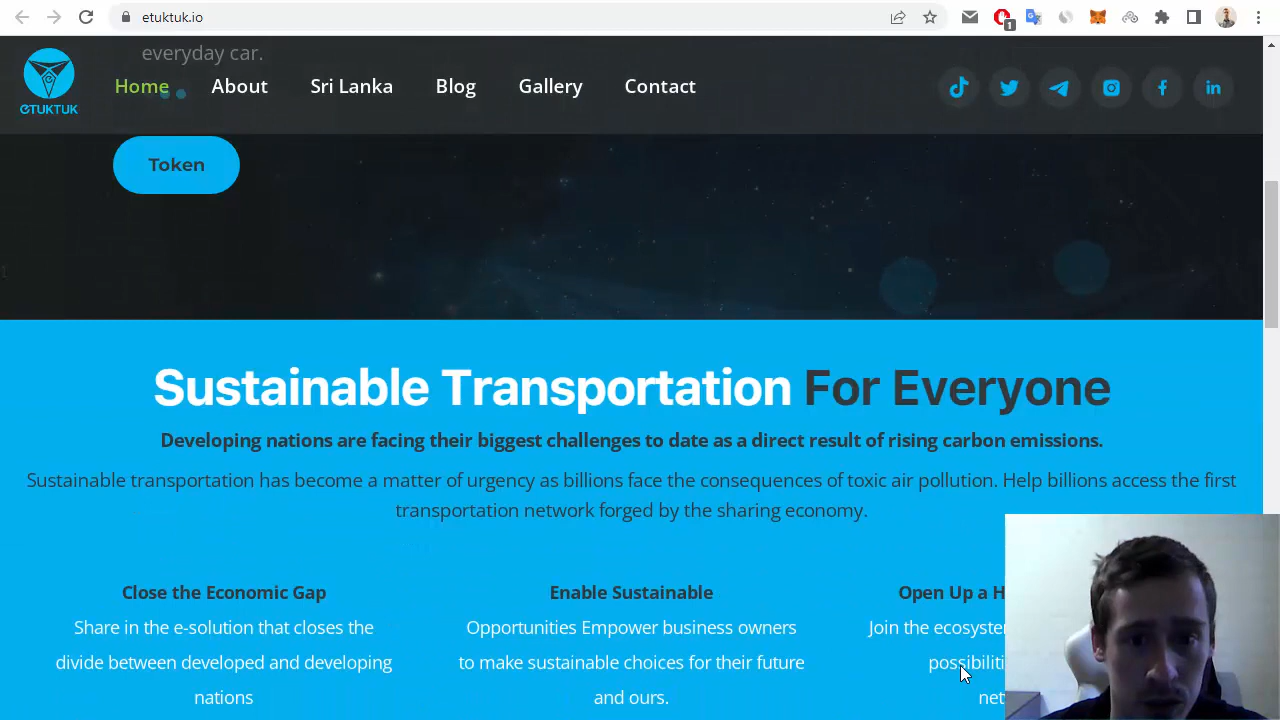 etuktuk.io
1
everyday car.
Home About Sri Lanka Blog Gallery Contact
ETUKTUK
Token
Sustainable Transportation For Everyone
Developing nations are facing their biggest challenges to date as a direct result of rising carbon emissions.
Sustainable transportation has become a matter of urgency as billions face the consequences of toxic air pollution. Help billions access the first
transportation network forged by the sharing economy.
Close the Economic Gap
Share in the e-solution that closes the
divide between developed and developing
nations
Enable Sustainable
Opportunities Empower business owners
to make sustainable choices for their future
and ours.
Open Up a
Join the